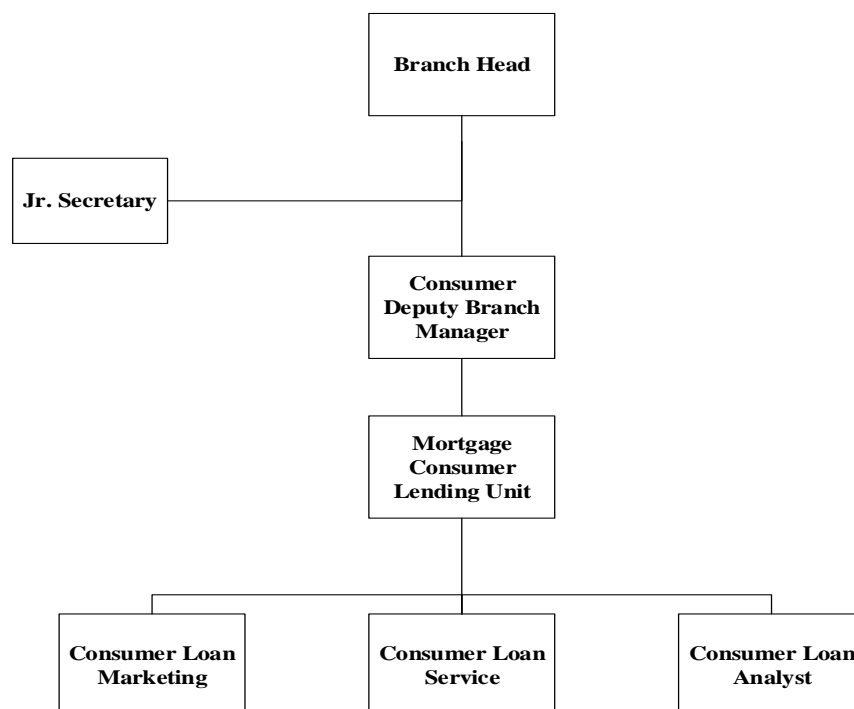 Branch Head
Jr. Secretary
Consumer
Deputy Branch
Manager
Mortgage
Consumer
Lending Unit
Consumer Loan
Marketing
Consumer Loan
Service
Consumer Loan
Analyst